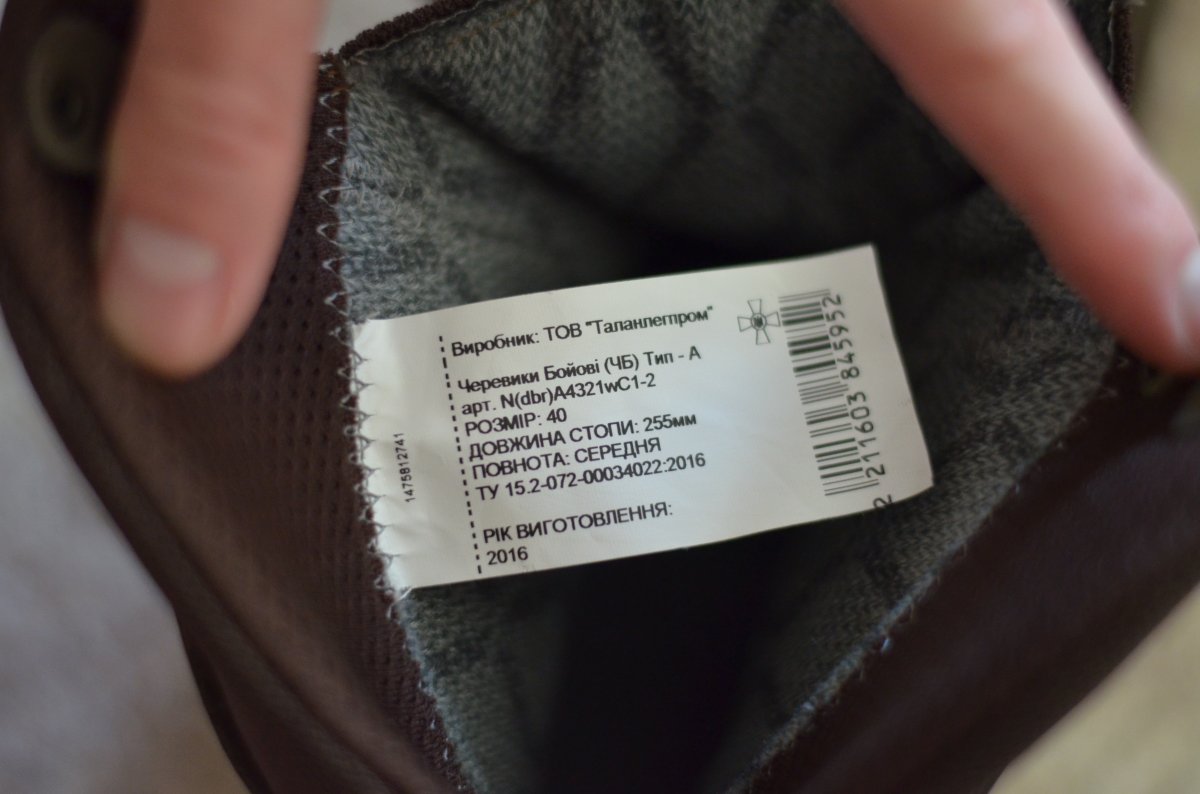 Виробник: ТОВ "Таланлегпром"
Черевики Бойові (ЧБ) Тип - А
арт. N(dbr)A4321wC1-2
РОЗМІР: 40
ДОВЖИНА СТОПИ: 255мм
ПОВНОТА: СЕРЕДНЯ
ТУ 15.2-072-00034022:2016
РІК ВИГОТОВЛЕННЯ:
2016
1475812741
2 211603 845952